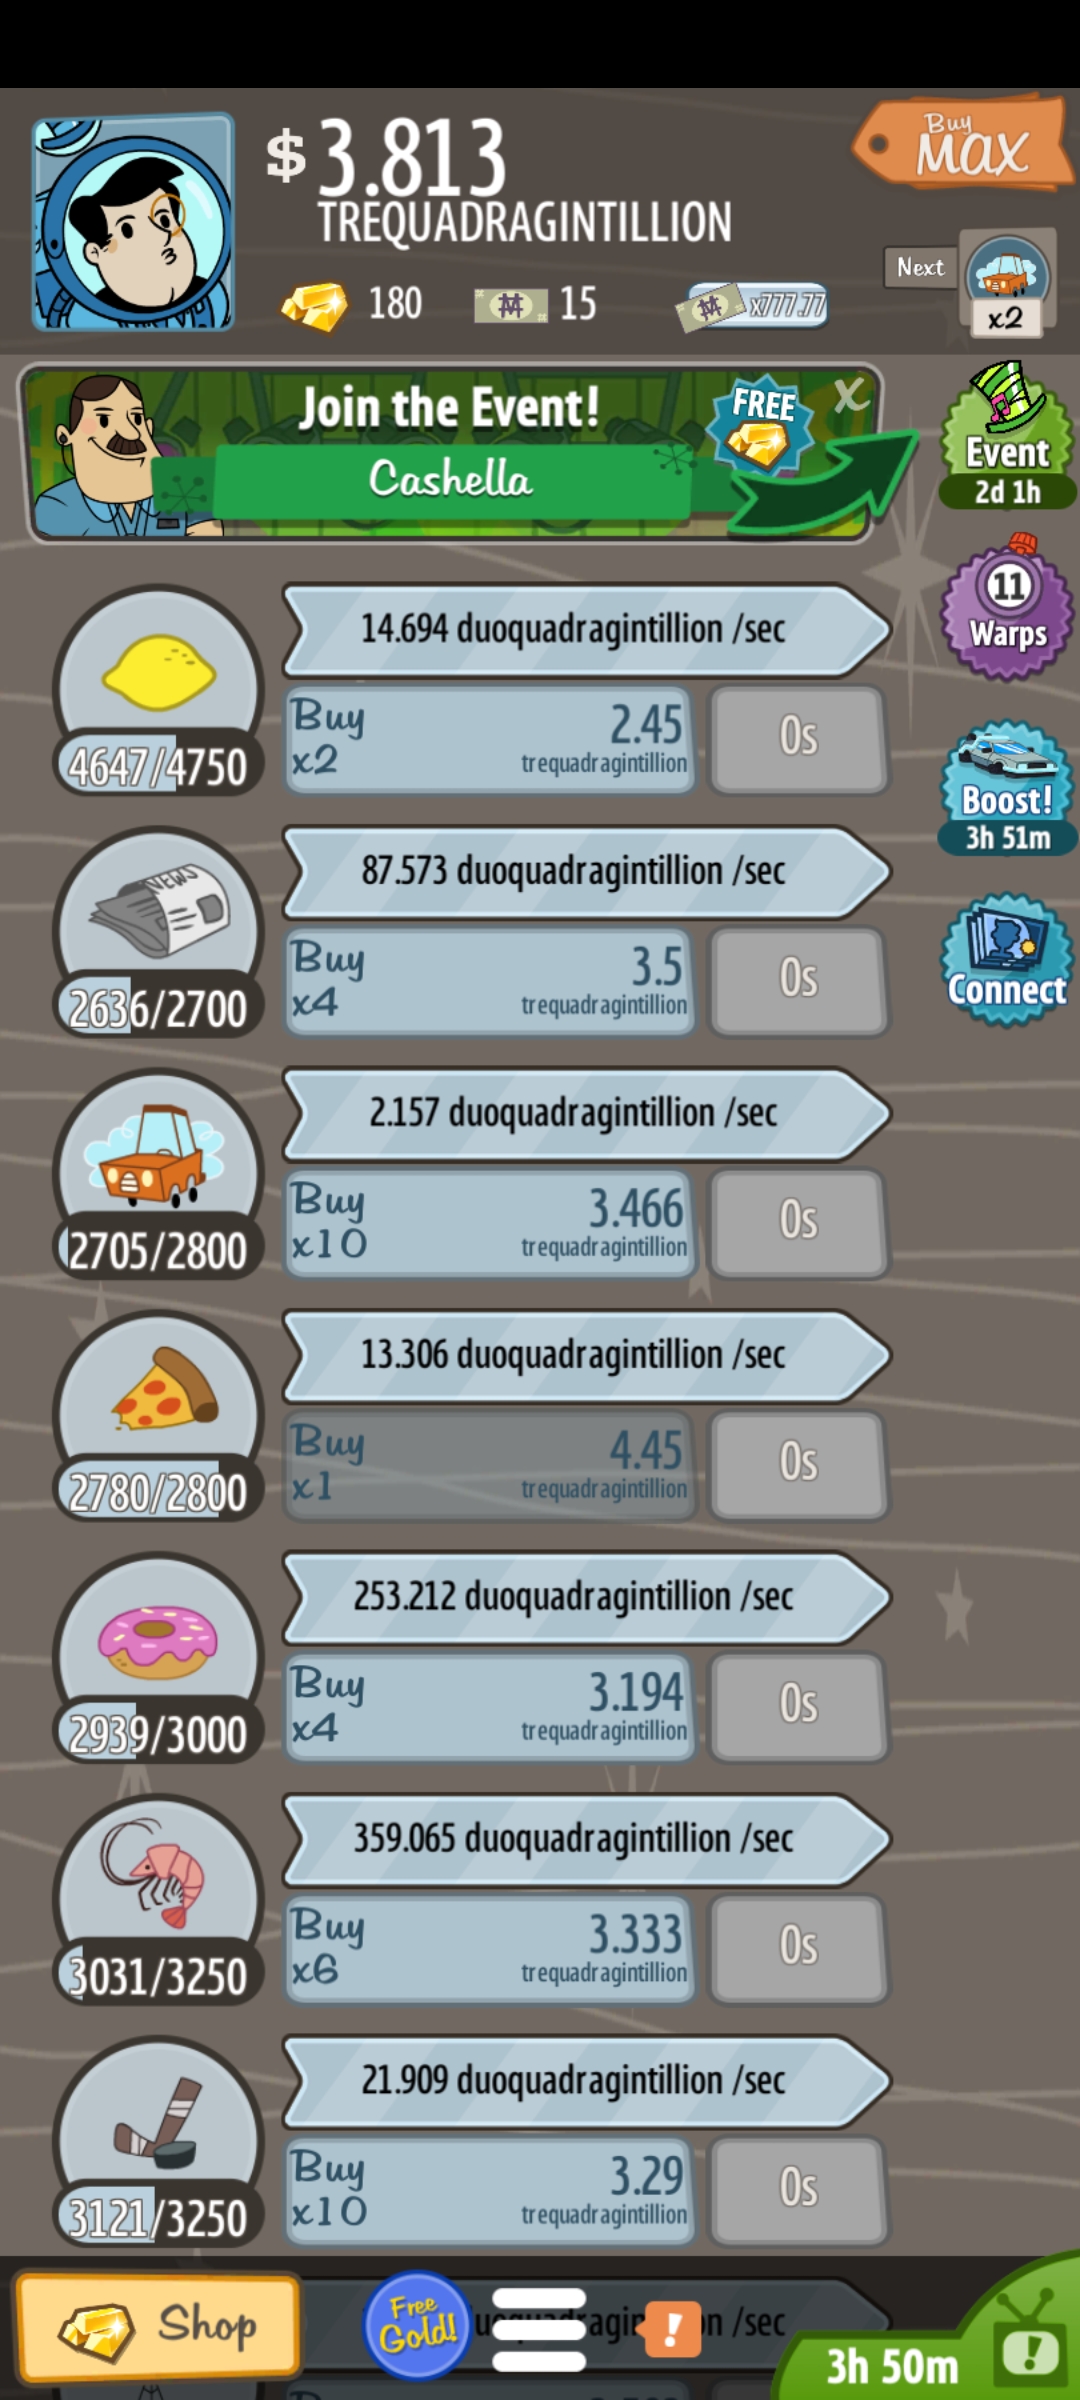 $ 3.813
TREQUADRAGINTILLION
Buy
MAX
180
15
x777.77
Next
x2
Join the Event!
Cashella
FREE
X
Event
2d 1h
11
Warps
Boost!
3h 51m
Connect
14.694 duoquadragintillion /sec
4647/4750
Buy
x2
2.45
trequadragintillion
0s
NEWS
87.573 duoquadragintillion /sec
2636/2700
Buy
x4
3.5
trequadragintillion
0s
2.157 duoquadragintillion /sec
2705/2800
Buy
x10
3.466
trequadragintillion
0s
13.306 duoquadragintillion /sec
2780/2800
Buy
x1
4.45
trequadragintillion
0s
253.212 duoquadragintillion /sec
2939/3000
Buy
x4
3.194
trequadragintillion
0s
359.065 duoquadragintillion /sec
3031/3250
Buy
x6
3.333
trequadragintillion
0s
21.909 duoquadragintillion /sec
3121/3250
Buy
x10
3.29
trequadragintillion
0s
Shop
Free
Gold!
!
/sec
3h 50m
!